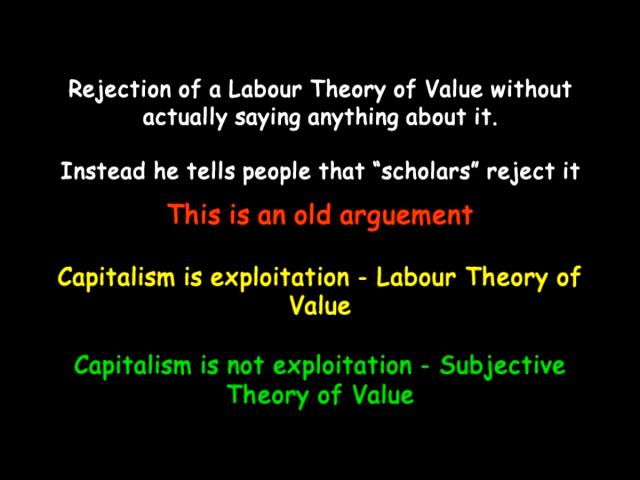 Rejection of a Labour Theory of Value without
actually saying anything about it.
Instead he tells people that “scholars” reject it
This is an old arguement
Capitalism is exploitation - Labour Theory of
Value
Capitalism is not exploitation - Subjective
Theory of Value